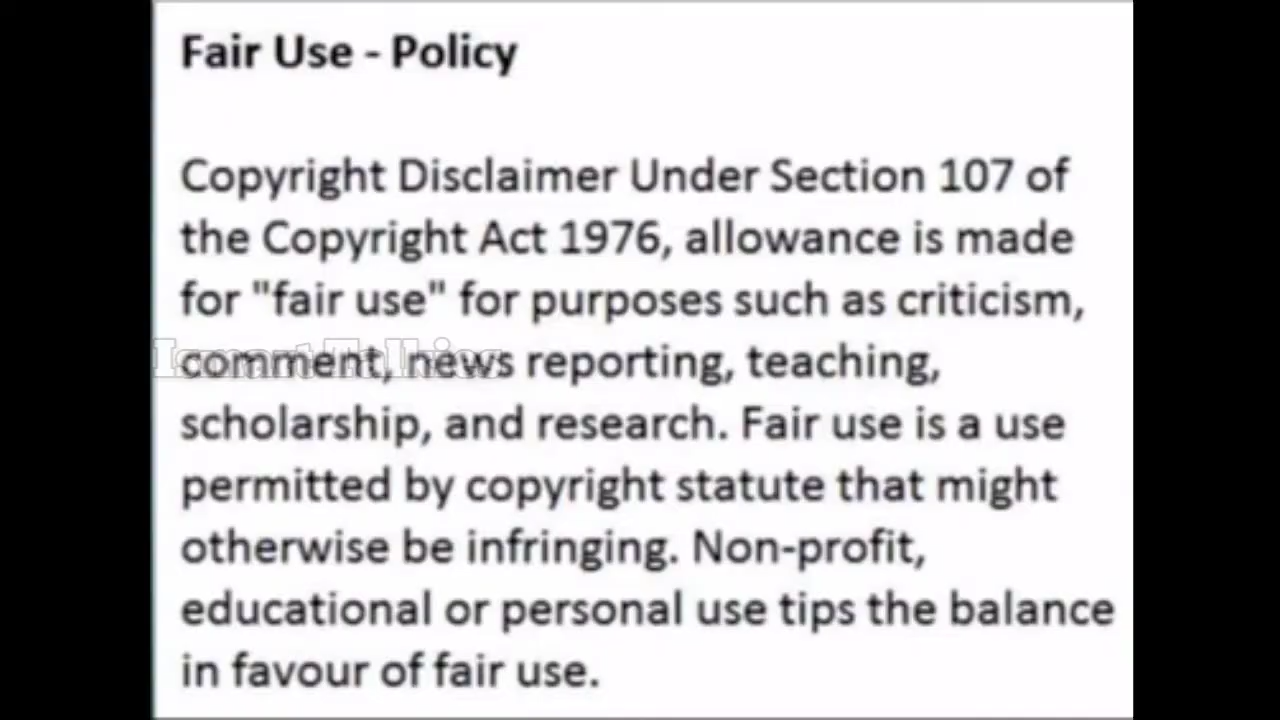 Fair Use - Policy
Copyright Disclaimer Under Section 107 of
the Copyright Act 1976, allowance is made
for "fair use" for purposes such as criticism,
comment, news reporting, teaching,
scholarship, and research. Fair use is a use
permitted by copyright statute that might
otherwise be infringing. Non-profit,
educational or personal use tips the balance
in favour of fair use.